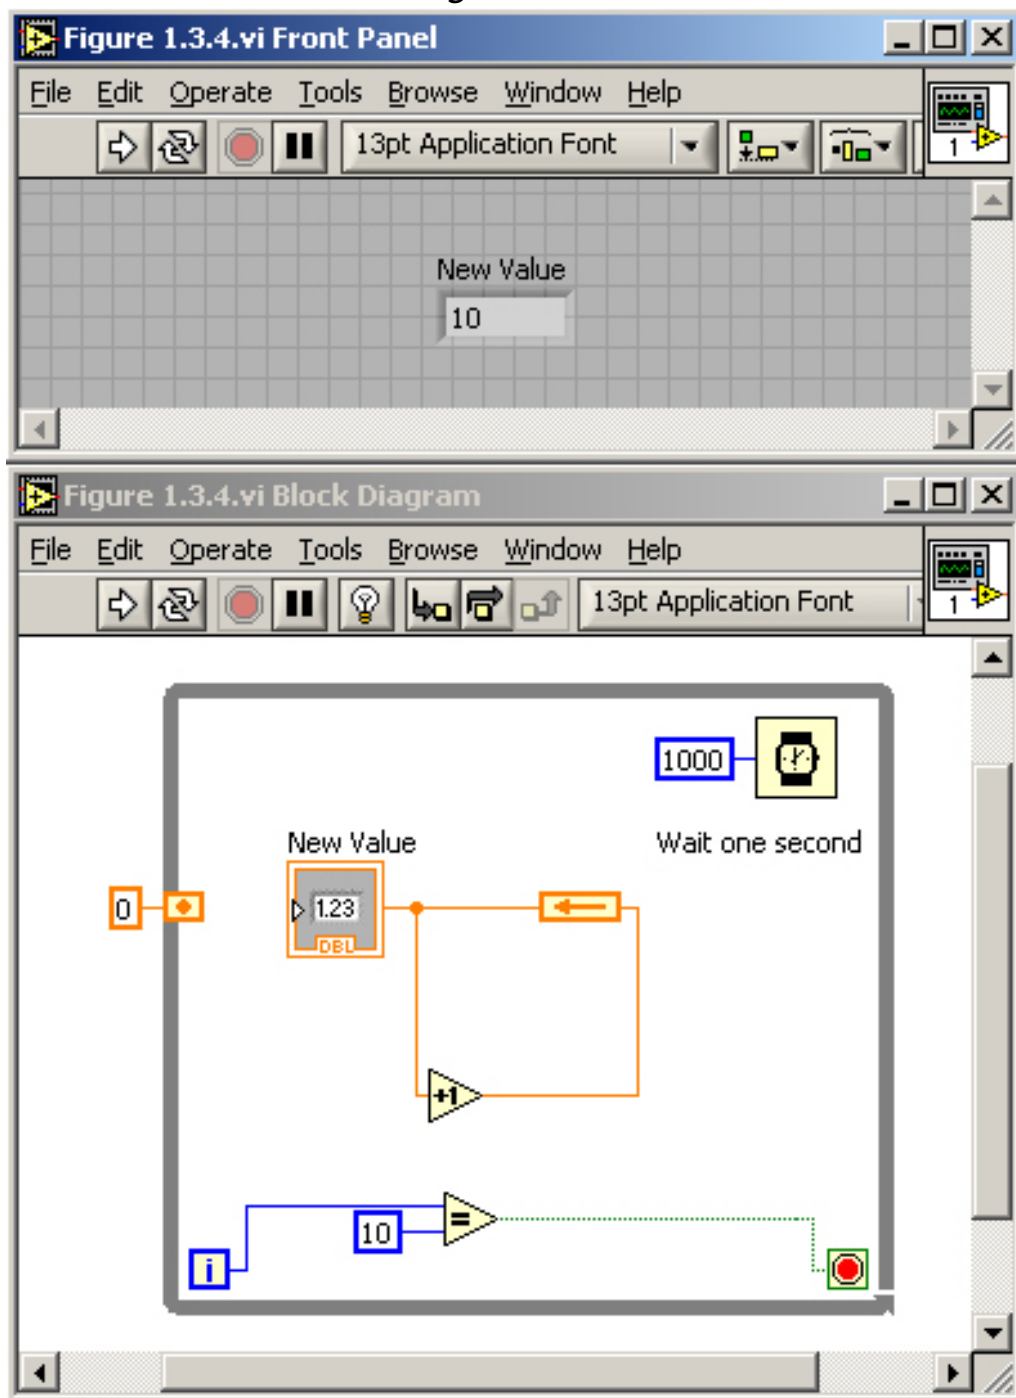 Figure 1.3.4.vi Front Panel
File Edit Operate Tools Browse Window Help
13pt Application Font
1
New Value
10
Figure 1.3.4.vi Block Diagram
File Edit Operate Tools Browse Window Help
13pt Application Font
1
1000
New Value
Wait one second
0
1.23
DBL
+1
=
10
i